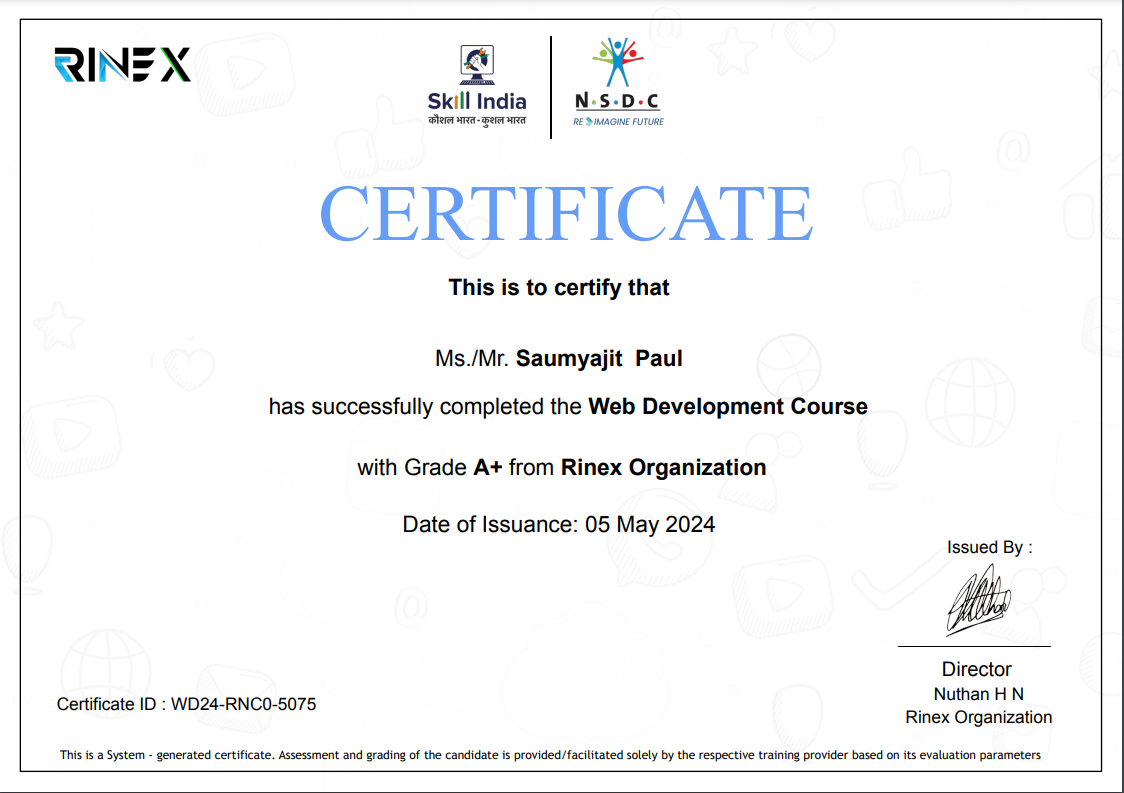 RINEX
Skill India
कौशल भारत - कुशल भारत
N·S·D·C
RE IMAGINE FUTURE
CERTIFICATE
This is to certify that
Ms./Mr. Saumyajit Paul
has successfully completed the Web Development Course
with Grade A+ from Rinex Organization
Date of Issuance: 05 May 2024
Issued By :
Director
Nuthan H N
Rinex Organization
Certificate ID : WD24-RNC0-5075
This is a System - generated certificate. Assessment and grading of the candidate is provided/facilitated solely by the respective training provider based on its evaluation parameters